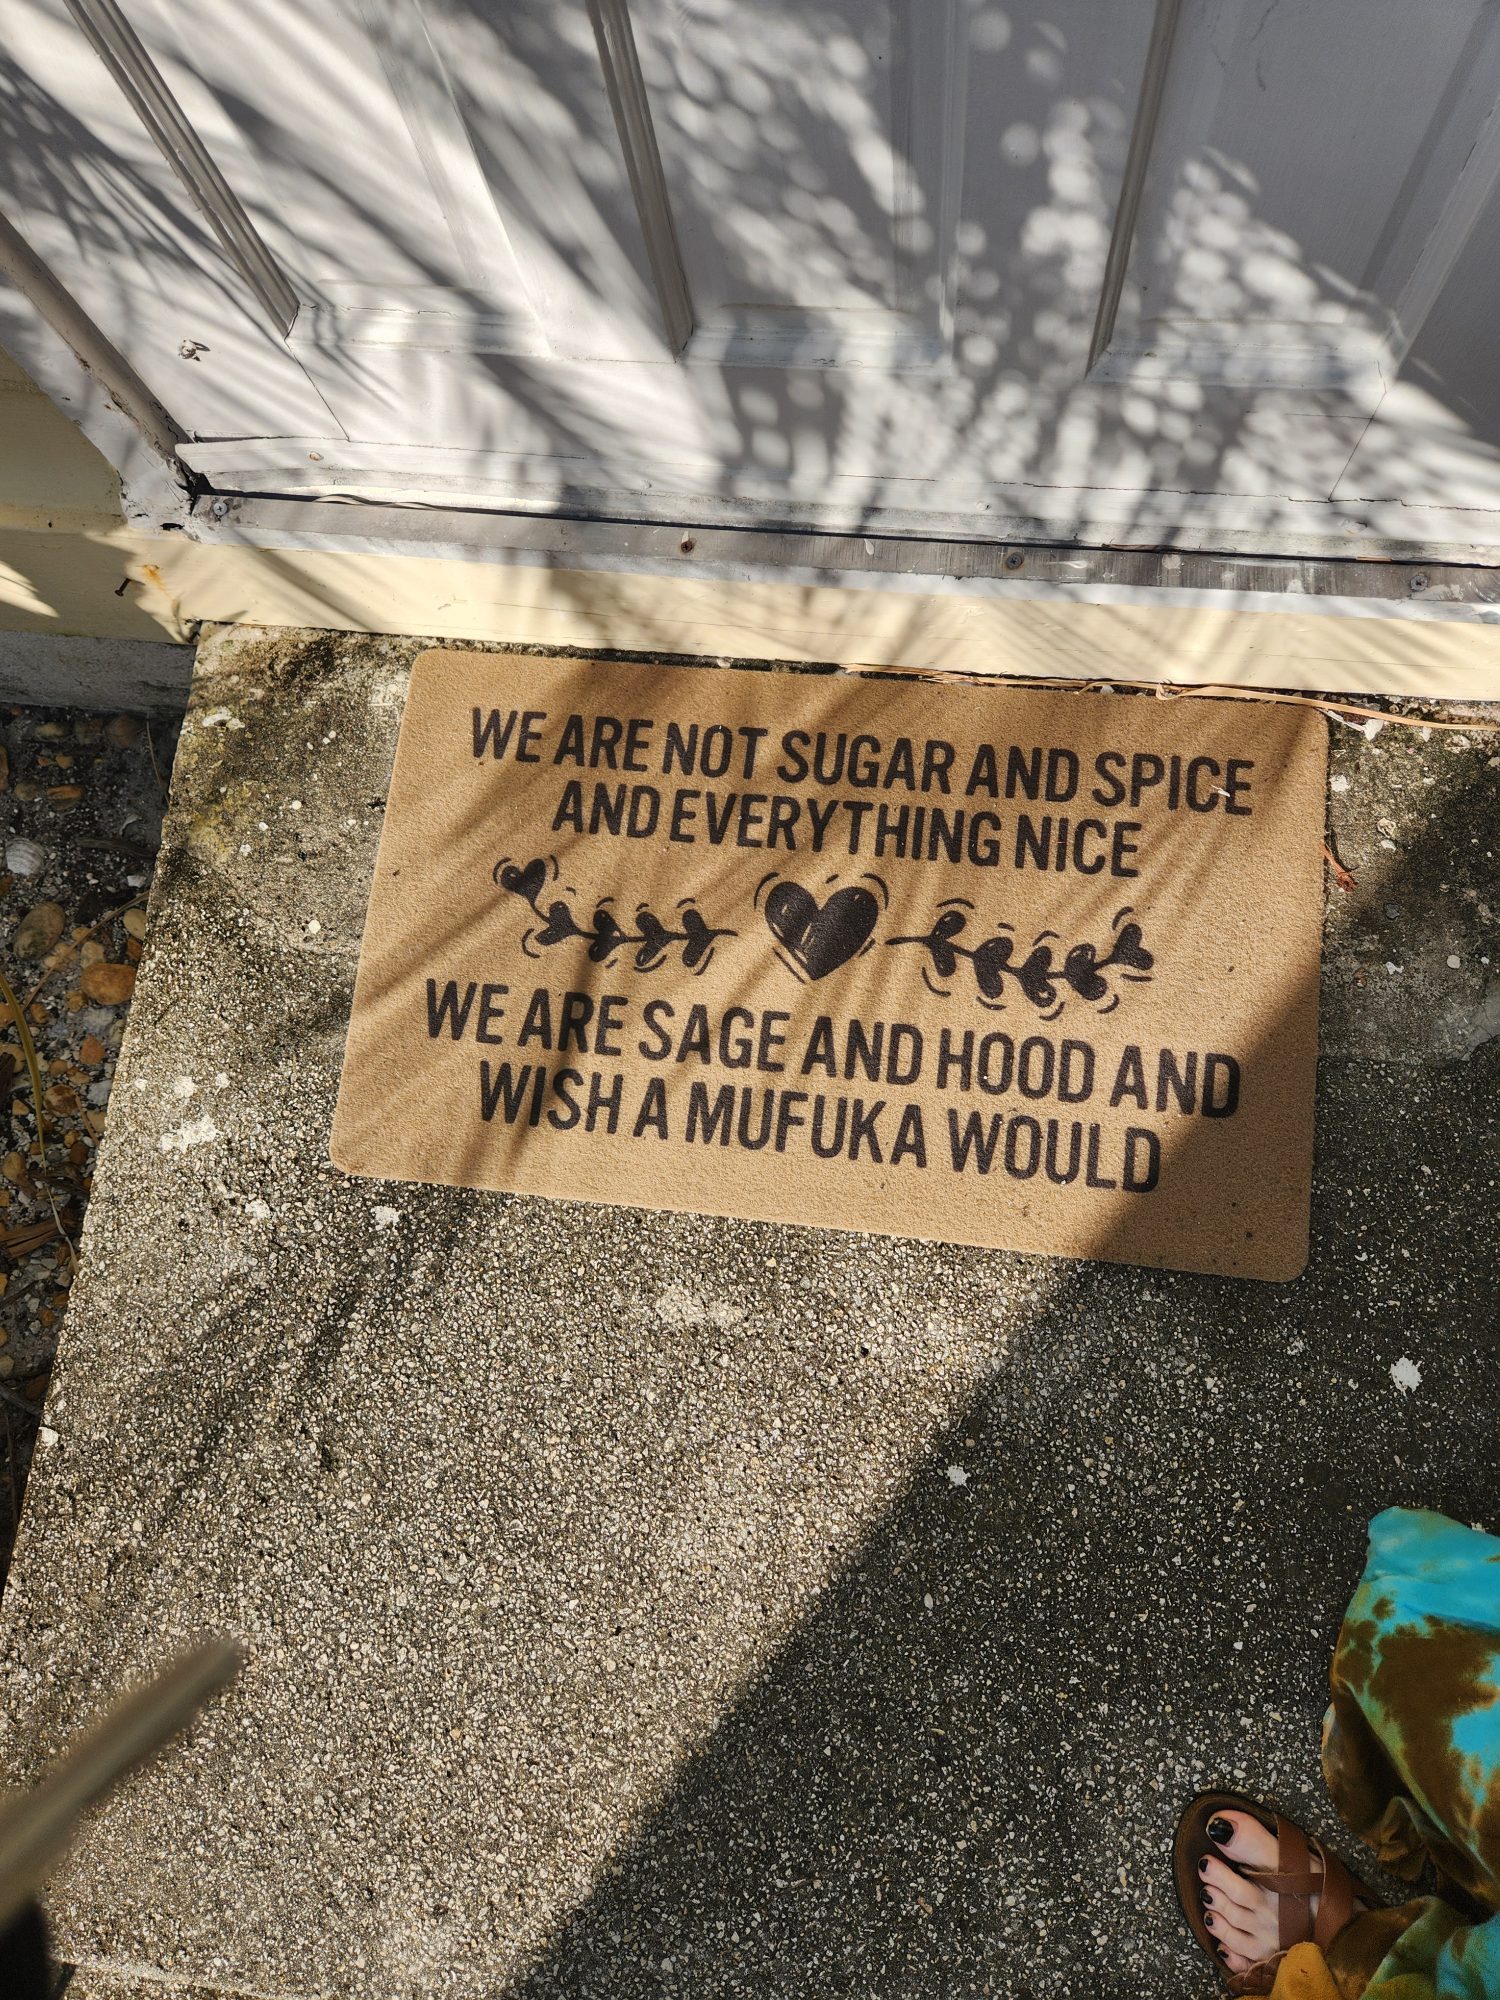 WE ARE NOT SUGAR AND SPICE
AND EVERYTHING NICE
WE ARE SAGE AND HOOD AND
WISH A MUFUKA WOULD